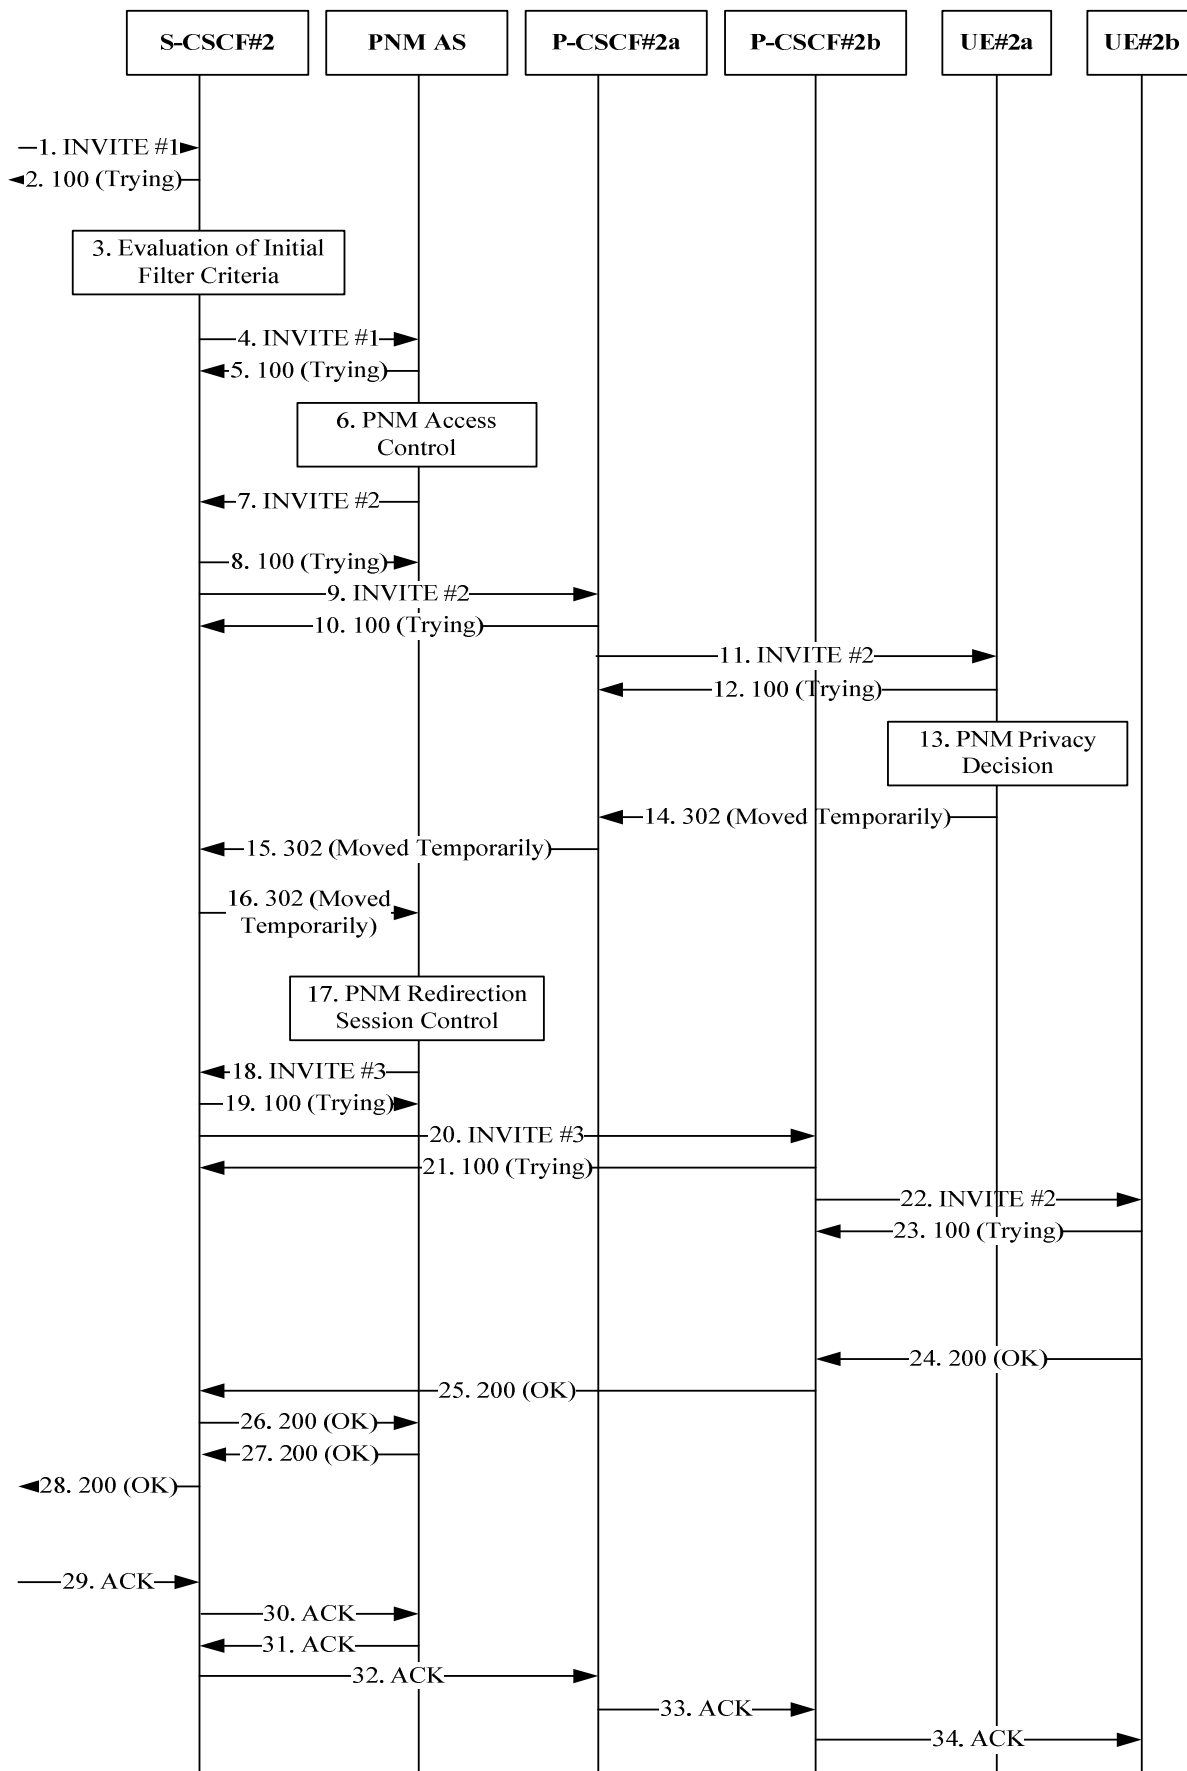 S-CSCF#2
PNM AS
P-CSCF#2a
P-CSCF#2b
UE#2a
UE#2b
1. INVITE #1
2. 100 (Trying)
3. Evaluation of Initial
Filter Criteria
4. INVITE #1
5. 100 (Trying)
6. PNM Access
Control
7. INVITE #2
8. 100 (Trying)
9. INVITE #2
10. 100 (Trying)
11. INVITE #2
12. 100 (Trying)
13. PNM Privacy
Decision
14. 302 (Moved Temporarily)
15. 302 (Moved Temporarily)
16. 302 (Moved
Temporarily)
17. PNM Redirection
Session Control
18. INVITE #3
19. 100 (Trying)
20. INVITE #3
21. 100 (Trying)
22. INVITE #2
23. 100 (Trying)
24. 200 (OK)
25. 200 (OK)
26. 200 (OK)
27. 200 (OK)
28. 200 (OK)
29. ACK
30. ACK
31. ACK
32. ACK
33. ACK
34. ACK